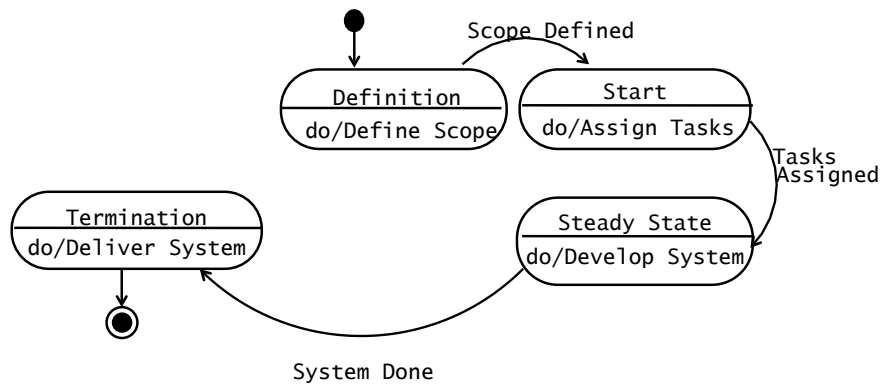 Scope Defined
Definition
do/Define Scope
Start
do/Assign Tasks
Tasks
Assigned
Termination
do/Deliver System
Steady State
do/Develop System
System Done